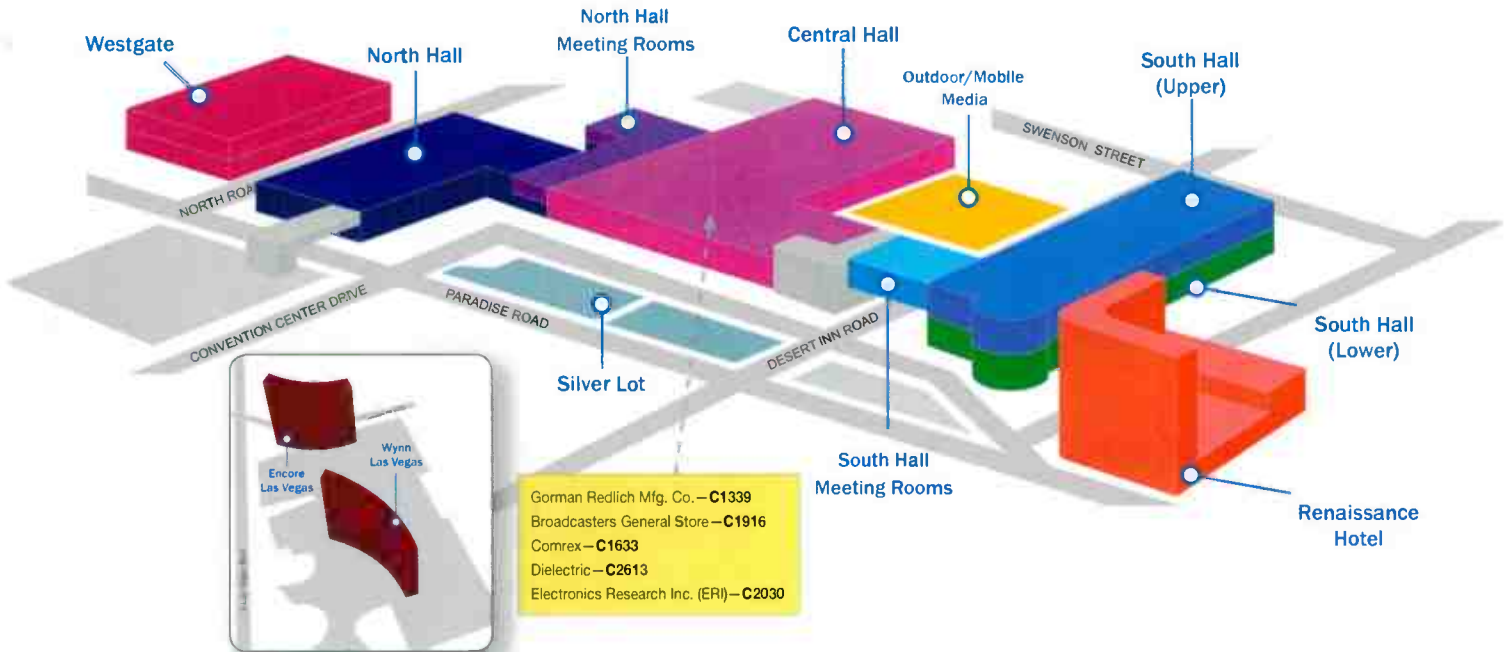 Westgate
North Hall
North Hall
Meeting Rooms
Central Hall
Outdoor/Mobile
Media
South Hall
(Upper)
SWENSON STREET
NORTH ROAD
CONVENTION CENTER DRIVE
PARADISE ROAD
DESERT INN ROAD
Silver Lot
South Hall
(Lower)
South Hall
Meeting Rooms
Renaissance
Hotel
Encore
Las Vegas
Wynn
Las Vegas
Gorman Redlich Mfg. Co.—C1339
Broadcasters General Store—C1916
Comrex—C1633
Dielectric—C2613
Electronics Research Inc. (ERI)—C2030